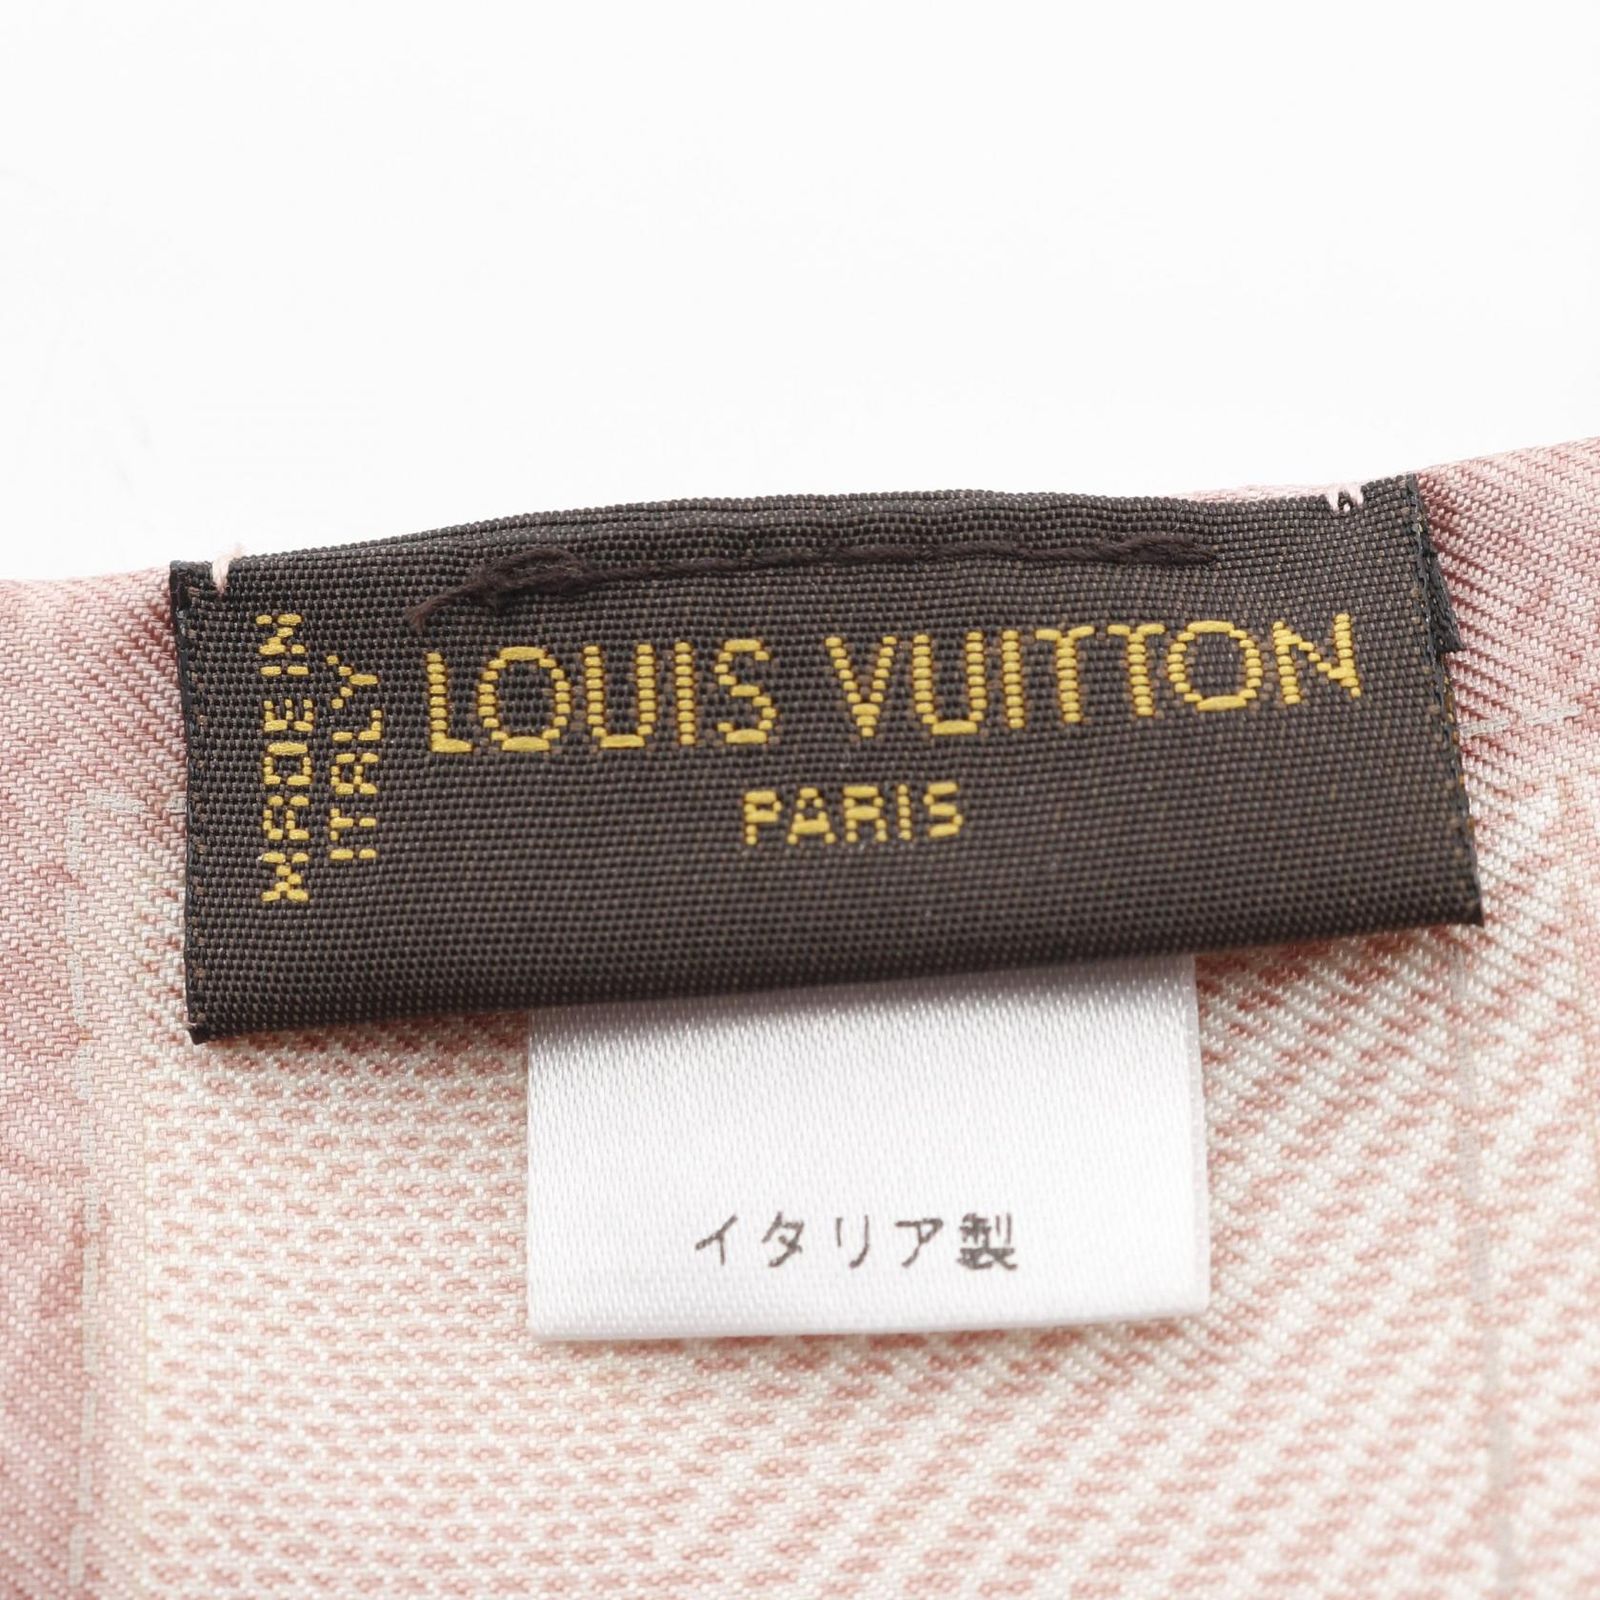 MADE IN
ITALY
LOUIS VUITTON
PARIS
イタリア製